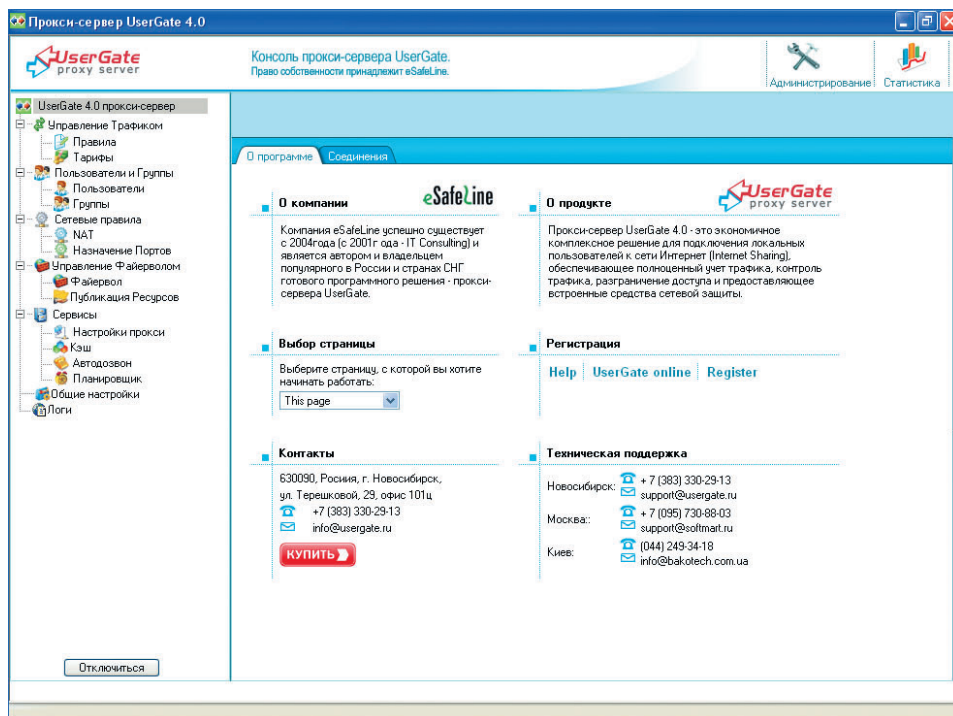 Прокси-сервер UserGate 4.0
UserGate
proxy server
Консоль прокси-сервера UserGate.
Право собственности принадлежит eSafeLine.
Администрирование
Статистика
UserGate 4.0 прокси-сервер
Управление Трафиком
Правила
Тарифы
Пользователи и Группы
Пользователи
Группы
Сетевые правила
NAT
Назначение Портов
Управление Файерволом
Файервол
Публикация Ресурсов
Сервисы
Настройки прокси
Кэш
Автодозвон
Планировщик
Общие настройки
Логи
Отключиться
О программе
Соединения
О компании
eSafeLine
Компания eSafeLine успешно существует
с 2004года (с 2001г ода - IT Consulting) и
является автором и владельцем
популярного в России и странах СНГ
готового программного решения - прокси-
сервера UserGate.
О продукте
UserGate
proxy server
Прокси-сервер UserGate 4.0 - это экономичное
комплексное решение для подключения локальных
пользователей к сети Интернет (Internet Sharing),
обеспечивающее полноценный учет трафика, контроль
трафика, разграничение доступа и предоставляющее
встроенные средства сетевой защиты.
Выбор страницы
Выберите страницу, с которой вы хотите
начинать работать:
This page
Регистрация
Help UserGate online Register
Контакты
630090, Росиия, г. Новосибирск,
ул. Терешковой, 29, офис 101ц
+7 (383) 330-29-13
info@usergate.ru
КУПИТЬ
Техническая поддержка
Новосибирск: + 7 (383) 330-29-13
support@usergate.ru
Москва:: + 7 (095) 730-88-03
support@softmart.ru
Киев: (044) 249-34-18
info@bakotech.com.ua